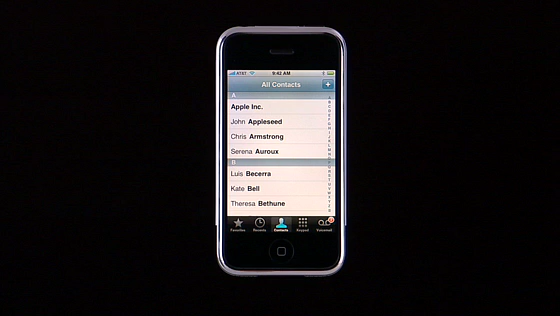 AT&T 9:42 AM
All Contacts +
A
Apple Inc.
John Appleseed
Chris Armstrong
Serena Auroux
B
Luis Becerra
Kate Bell
Theresa Bethune
Favorites Recents Contacts Keypad Voicemail